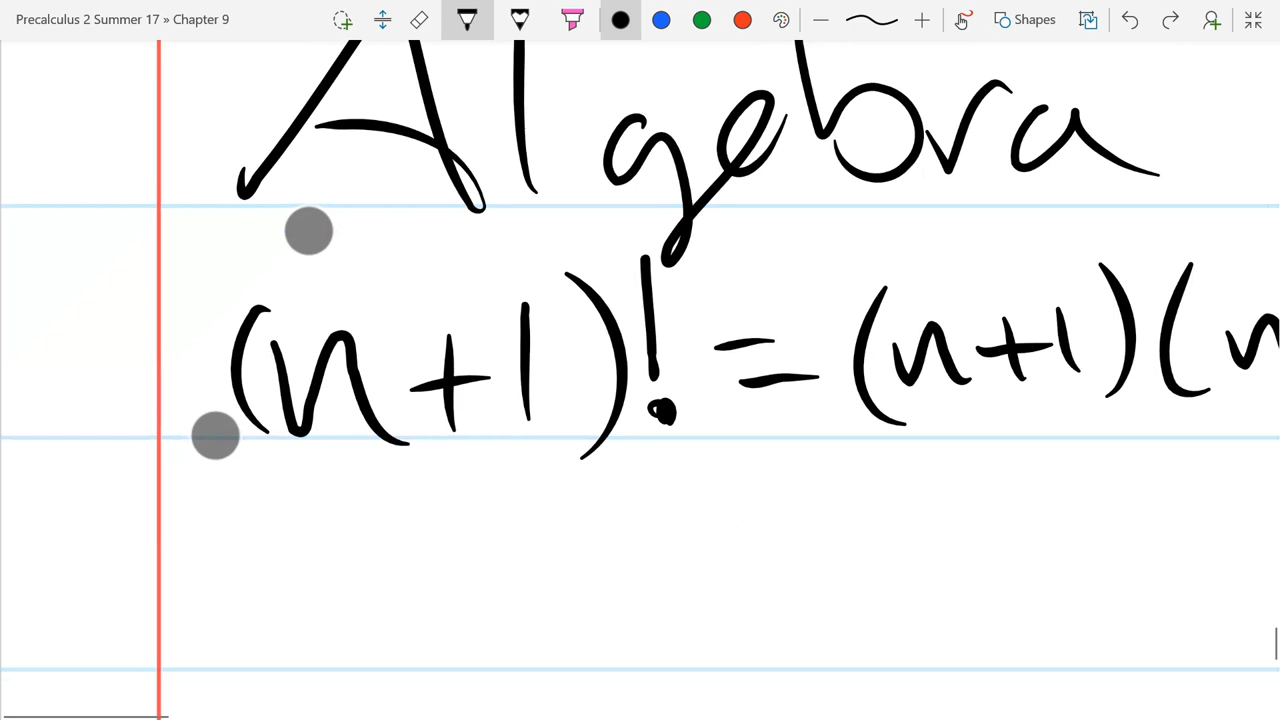 Precalculus 2 Summer 17 » Chapter 9
Shapes
Algebra
(n+1)! = (n+1)(n